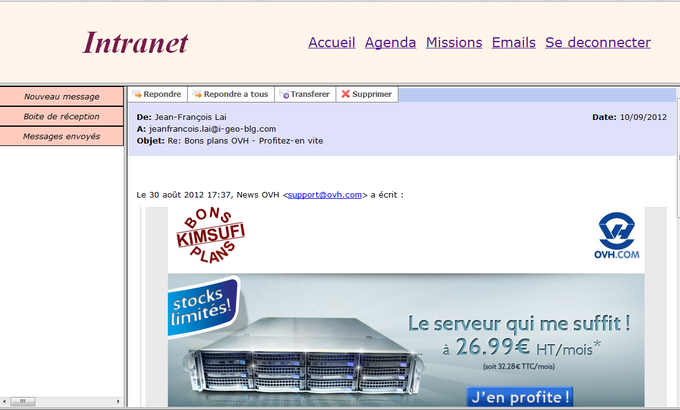 Intranet
Accueil Agenda Missions Emails Se deconnecter
Nouveau message
Boite de réception
Messages envoyés
Repondre Repondre a tous Transferer Supprimer
De: Jean-François Lai
Date: 10/09/2012
A: jeanfrancois.lai@i-geo-blg.com
Objet: Re: Bons plans OVH - Profitez-en vite
Le 30 août 2012 17:37, News OVH <support@ovh.com> a écrit :
BONS
KIMSUFI
PLANS
OVH.COM
stocks
limités!
Le serveur qui me suffit !
à 26.99€ HT/mois*
(soit 32,28€ TTC/mois)
J'en profite !